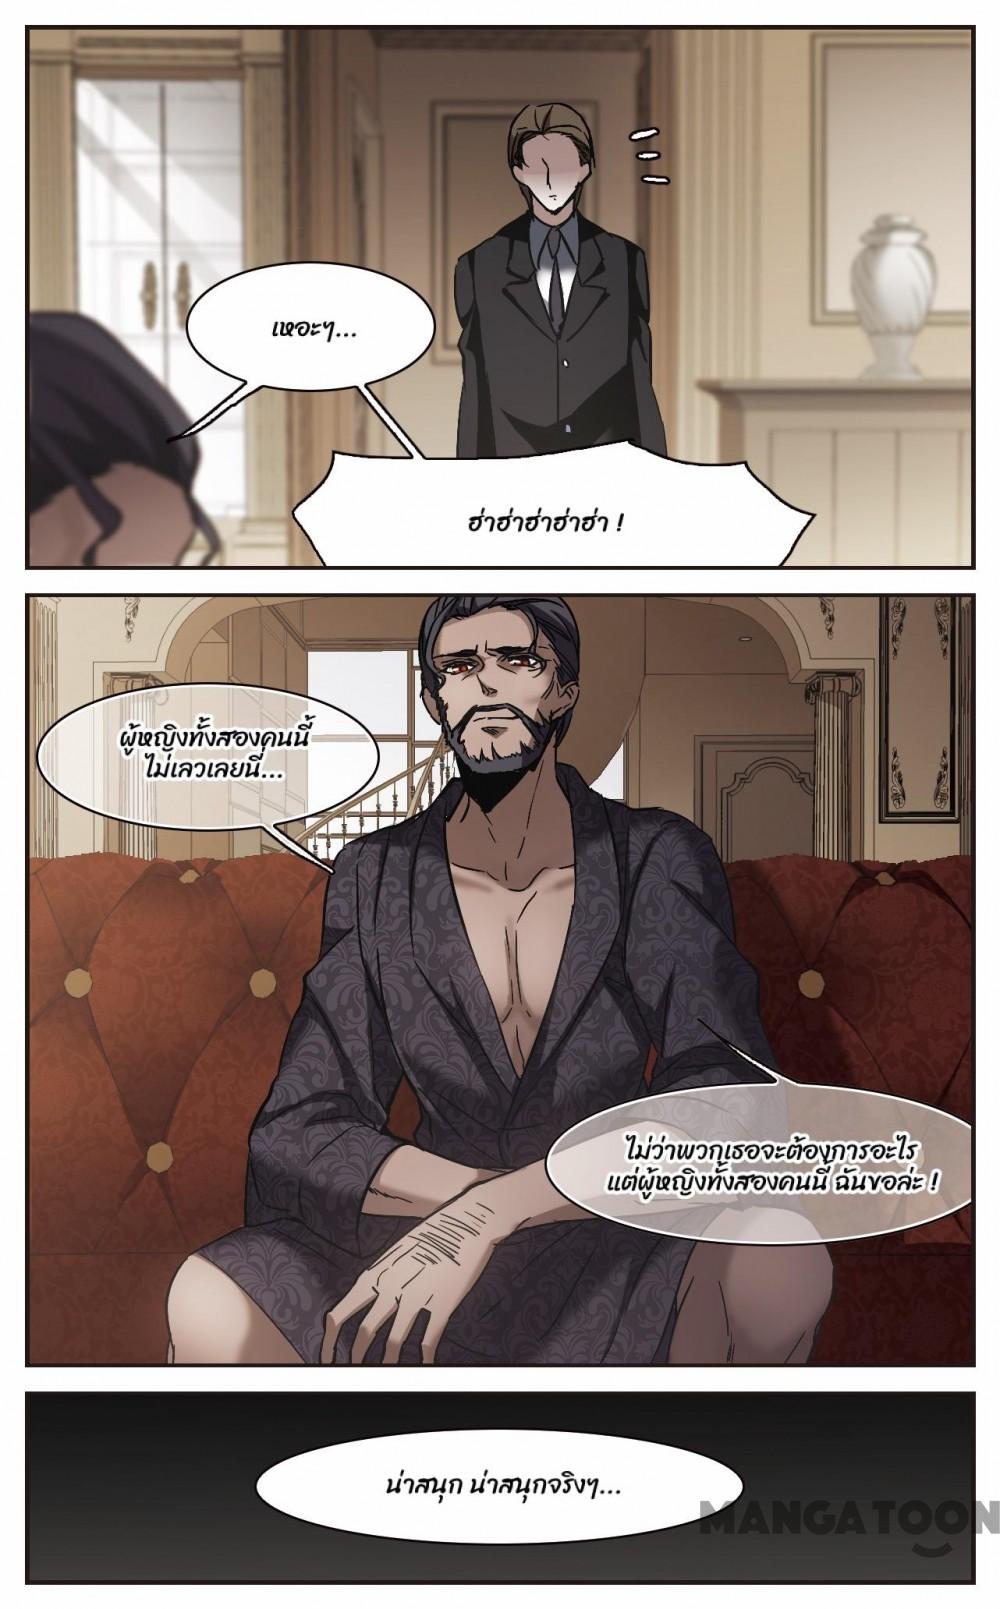 เหอะๆ...
ฮ่าฮ่าฮ่าฮ่าฮ่า !
ผู้หญิงทั้งสองคนนี้
ไม่เลวเลยนี่...
ไม่ว่าพวกเธอจะต้องการอะไร
แต่ผู้หญิงทั้งสองคนนี้ ฉันขอล่ะ !
น่าสนุก น่าสนุกจริงๆ...
MANGATOON